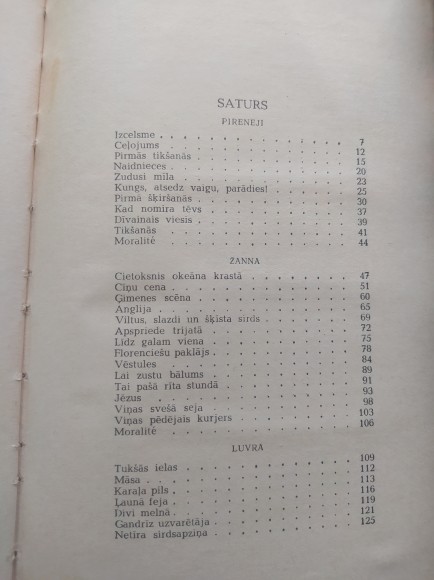 SATURS
PIRENEJI
Izcelsme . . . . . . . . . . . . 7
Ceļojums . . . . . . . . . . . . 12
Pirmās tikšanās . . . . . . . . . . 15
Naidnieces . . . . . . . . . . . 20
Zudusi mīla . . . . . . . . . . . 23
Kungs, atsedz vaigu, parādies! . . . . . 25
Pirmā šķiršanās . . . . . . . . . . 30
Kad nomira tēvs . . . . . . . . . 37
Dīvainais viesis . . . . . . . . . . 39
Tikšanās . . . . . . . . . . . . 41
Moralitē . . . . . . . . . . . . 44
ŽANNA
Cietoksnis okeāna krastā . . . . . . . 47
Cīņu cena . . . . . . . . . . . 51
Ģimenes scēna . . . . . . . . . . 60
Anglija . . . . . . . . . . . . 65
Viltus, slazdi un šķista sirds . . . . . . 69
Apspriede trijatā . . . . . . . . . 72
Līdz galam viena . . . . . . . . . 75
Florenciešu paklājs . . . . . . . . . 78
Vēstules . . . . . . . . . . . . 84
Lai zustu bālums . . . . . . . . . 89
Tai pašā rīta stundā . . . . . . . . 91
Jēzus . . . . . . . . . . . . . 93
Viņas svešā seja . . . . . . . . . 98
Viņas pēdējais kurjers . . . . . . . . 103
Moralitē . . . . . . . . . . . . 106
LUVRA
Tukšās ielas . . . . . . . . . . . 109
Māsa . . . . . . . . . . . . . 112
Karaļa pils . . . . . . . . . . . 113
Ļaunā feja . . . . . . . . . . . 116
Divi melnā . . . . . . . . . . . 119
Gandrīz uzvarētāja . . . . . . . . . 121
Netīra sirdsapziņa . . . . . . . . . 125